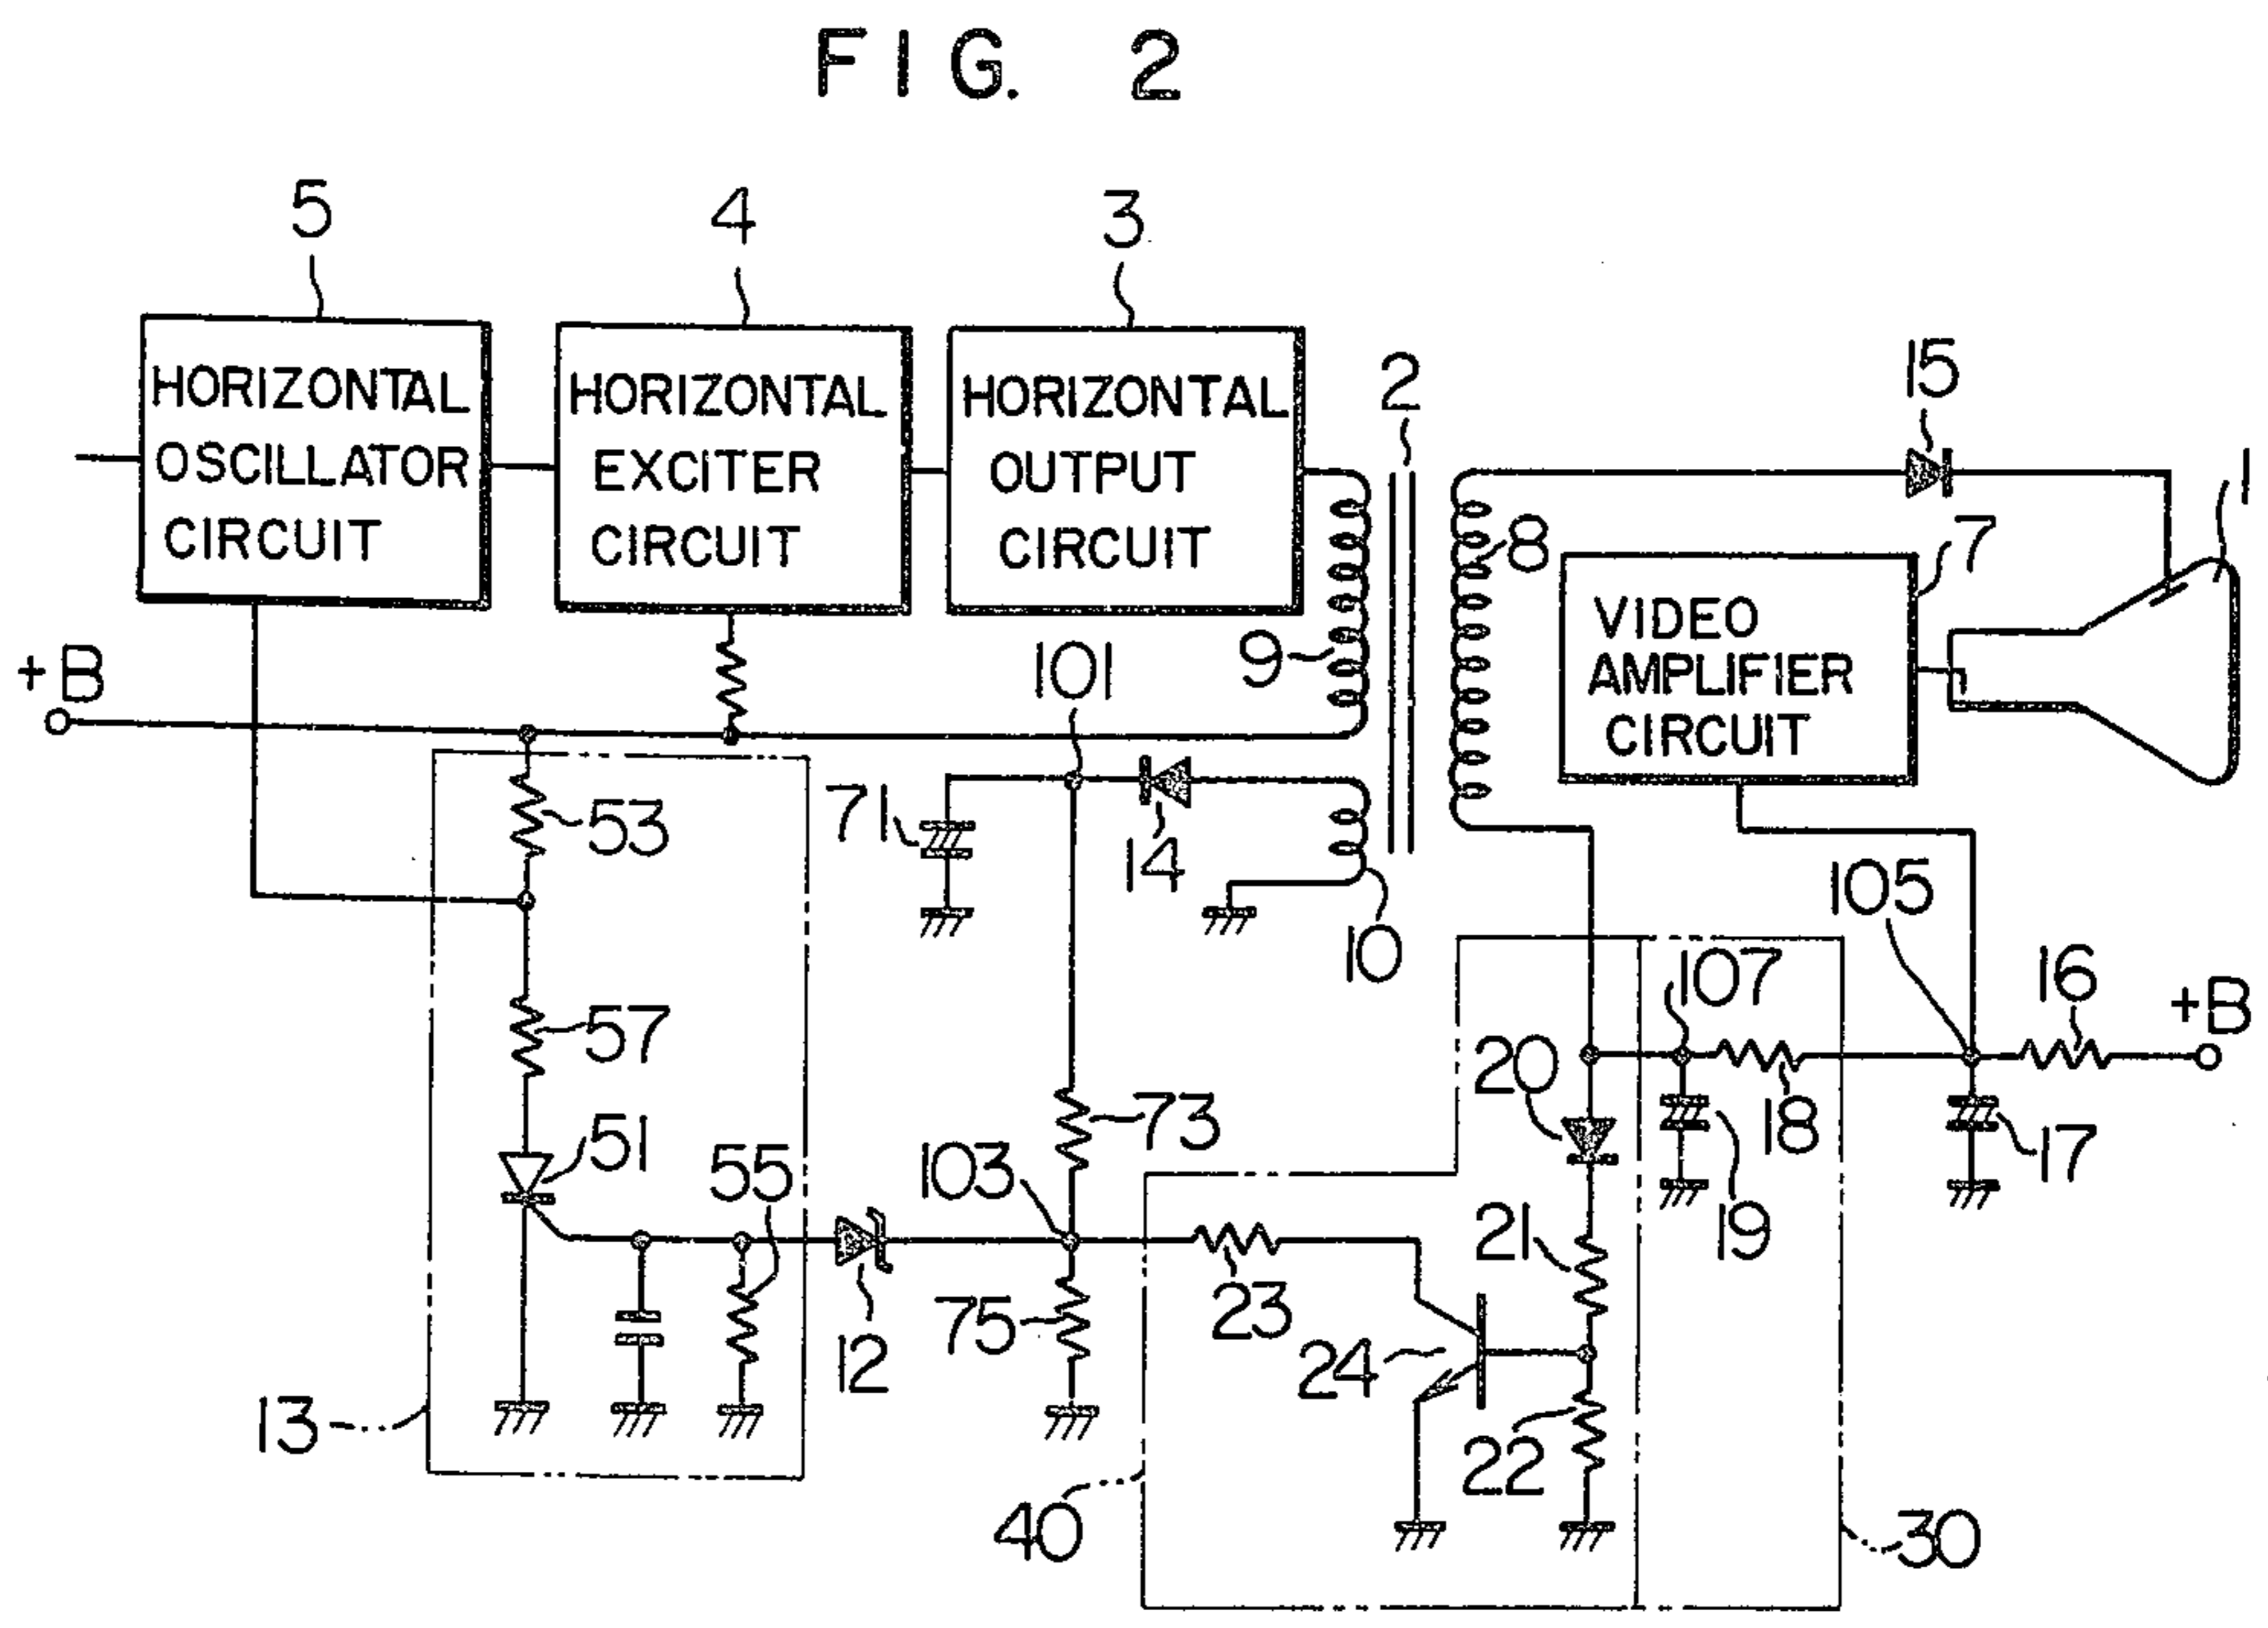 FIG. 2
5
4
3
HORIZONTAL
OSCILLATOR
CIRCUIT
HORIZONTAL
EXCITER
CIRCUIT
HORIZONTAL
OUTPUT
CIRCUIT
2
15
1
8
7
VIDEO
AMPLIFIER
CIRCUIT
9
101
+B
53
71
14
10
105
107
16
+B
57
20
18
17
51
55
103
73
19
21
23
12
75
24
22
13
40
30